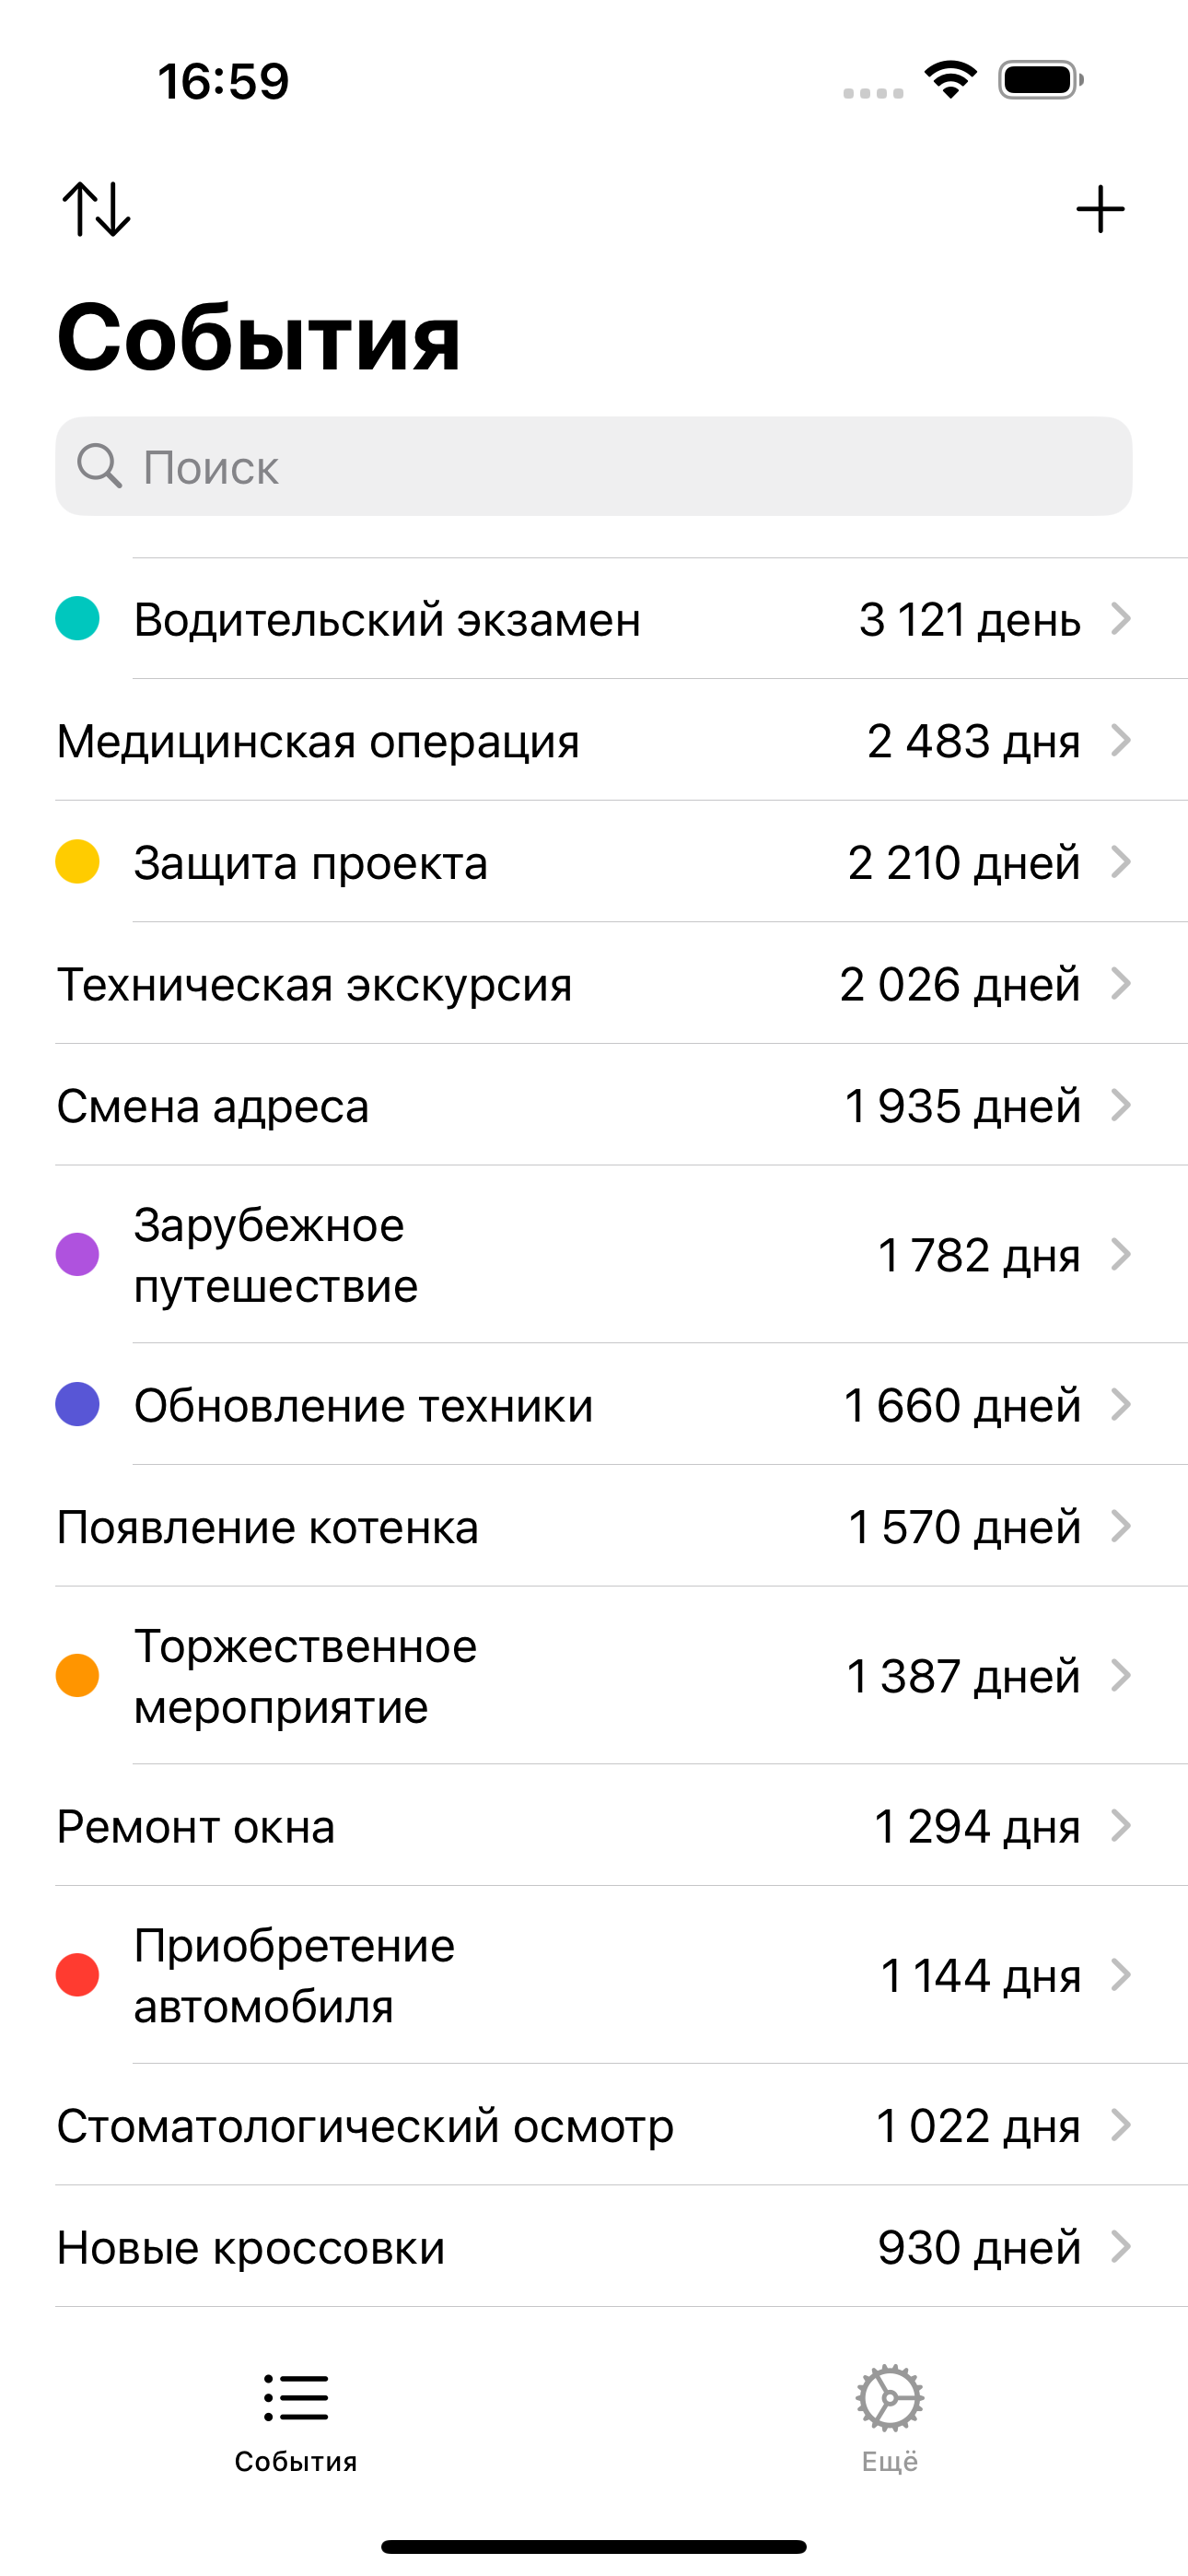 16:59
События
Поиск
Водительский экзамен 3 121 день
Медицинская операция 2 483 дня
Защита проекта 2 210 дней
Техническая экскурсия 2 026 дней
Смена адреса 1 935 дней
Зарубежное
путешествие
1 782 дня
Обновление техники 1 660 дней
Появление котенка 1 570 дней
Торжественное
мероприятие
1 387 дней
Ремонт окна 1 294 дня
Приобретение
автомобиля
1 144 дня
Стоматологический осмотр 1 022 дня
Новые кроссовки 930 дней
События Ещё